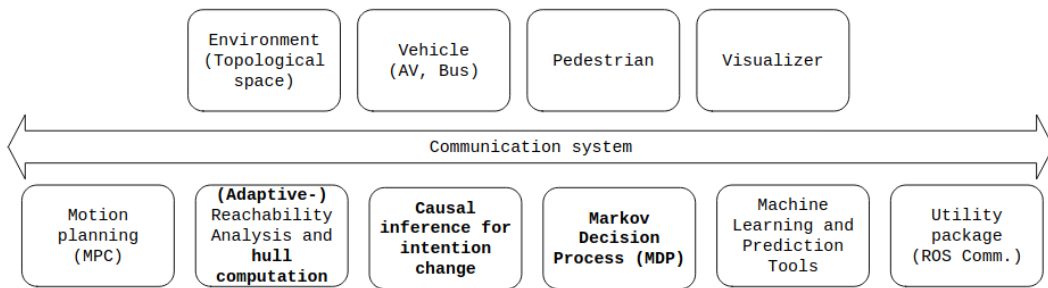 Environment
(Topological
space)
Vehicle
(AV, Bus)
Pedestrian
Visualizer
Communication system
Motion
planning
(MPC)
(Adaptive-)
Reachability
Analysis and
hull
computation
Causal
inference for
intention
change
Markov
Decision
Process (MDP)
Machine
Learning and
Prediction
Tools
Utility
package
(ROS Comm.)